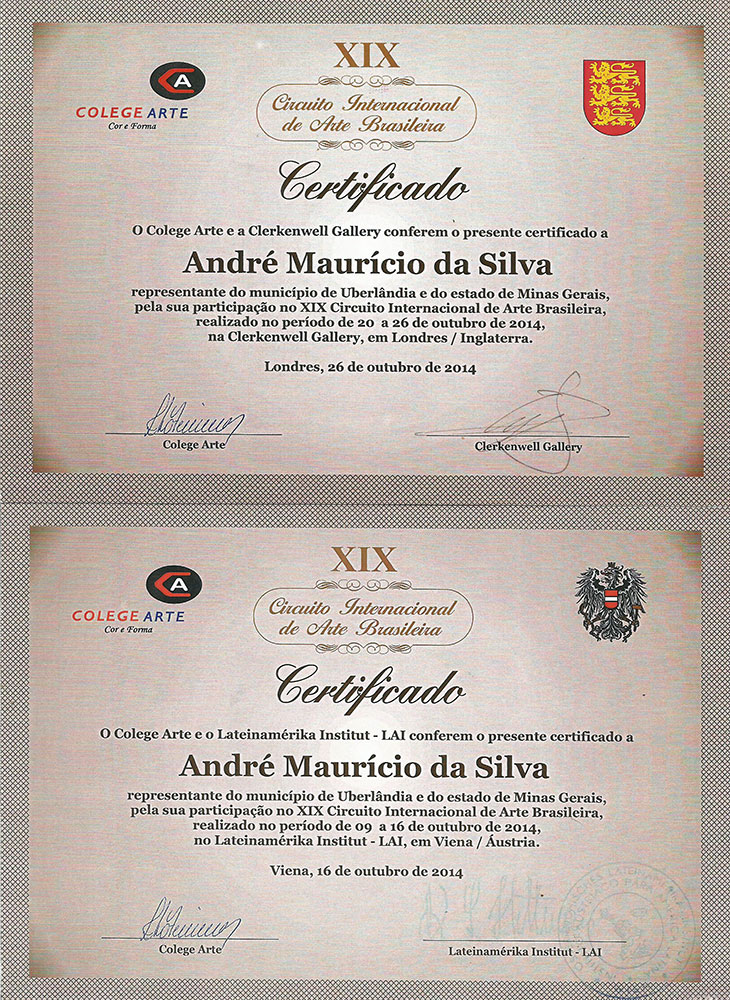 XIX
CA
COLEGE ARTE
Cor e Forma
Circuito Internacional
de Arte Brasileira
Certificado
O Colege Arte e a Clerkenwell Gallery conferem o presente certificado a
André Maurício da Silva
representante do município de Uberlândia e do estado de Minas Gerais,
pela sua participação no XIX Circuito Internacional de Arte Brasileira,
realizado no período de 20 a 26 de outubro de 2014,
na Clerkenwell Gallery, em Londres / Inglaterra.
Londres, 26 de outubro de 2014
Colege Arte
Clerkenwell Gallery
XIX
CA
COLEGE ARTE
Cor e Forma
Circuito Internacional
de Arte Brasileira
Certificado
O Colege Arte e o Lateinamérika Institut - LAI conferem o presente certificado a
André Maurício da Silva
representante do município de Uberlândia e do estado de Minas Gerais,
pela sua participação no XIX Circuito Internacional de Arte Brasileira,
realizado no período de 09 a 16 de outubro de 2014,
no Lateinamérika Institut - LAI, em Viena / Áustria.
Viena, 16 de outubro de 2014
Colege Arte
Lateinamérika Institut - LAI